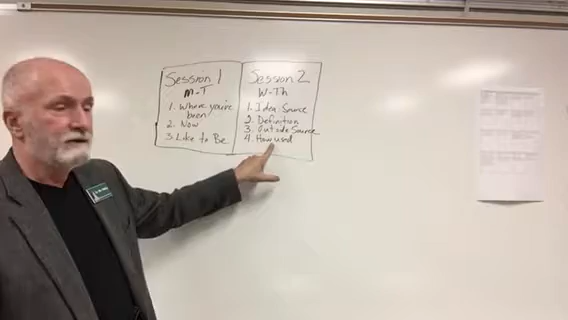 Session 1
M-T
1. Where you've
been
2. Now
3. Like to Be
Session 2
W-Th
1. Idea Source
2. Definition
3. Outside Source
4. How used